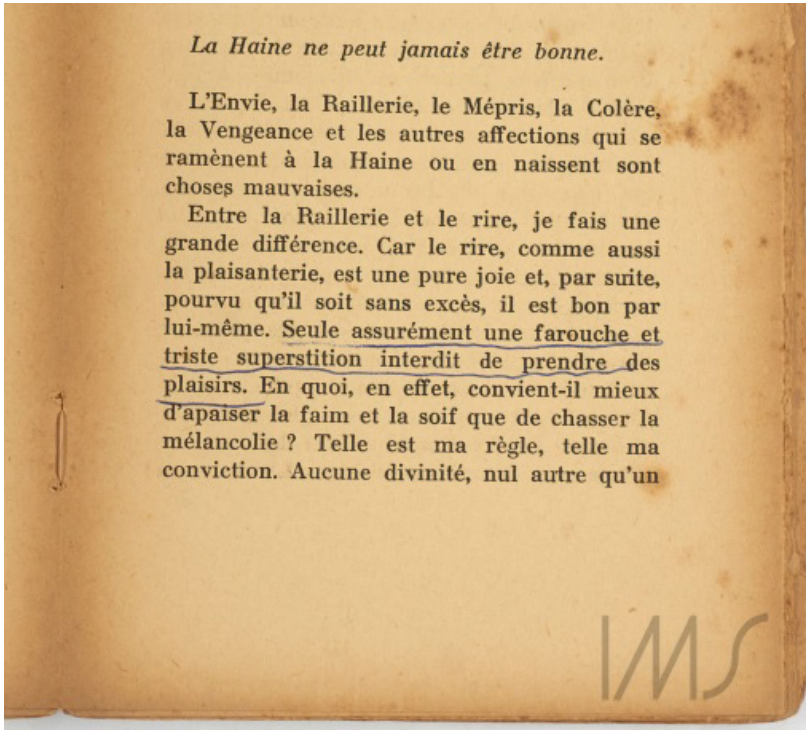 La Haine ne peut jamais être bonne.
L'Envie, la Raillerie, le Mépris, la Colère,
la Vengeance et les autres affections qui se
ramènent à la Haine ou en naissent sont
choses mauvaises.
Entre la Raillerie et le rire, je fais une
grande différence. Car le rire, comme aussi
la plaisanterie, est une pure joie et, par suite,
pourvu qu'il soit sans excès, il est bon par
lui-même. Seule assurément une farouche et
triste superstition interdit de prendre des
plaisirs. En quoi, en effet, convient-il mieux
d'apaiser la faim et la soif que de chasser la
mélancolie ? Telle est ma règle, telle ma
conviction. Aucune divinité, nul autre qu'un
IMS